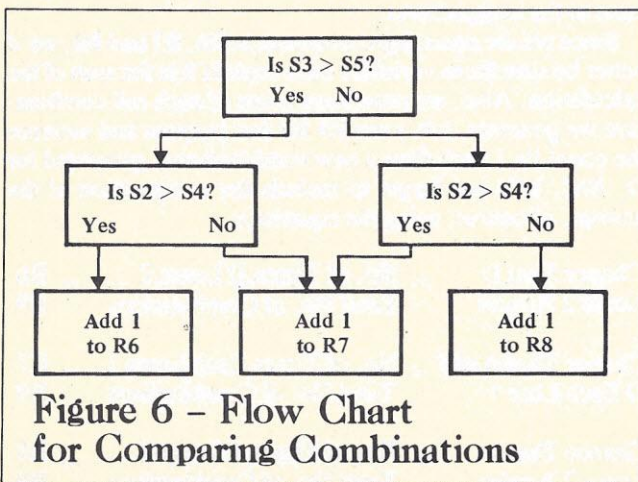 Is S3 > S5?
Yes No
Is S2 > S4?
Yes No
Is S2 > S4?
Yes No
Add 1
to R6
Add 1
to R7
Add 1
to R8
Figure 6 – Flow Chart
for Comparing Combinations